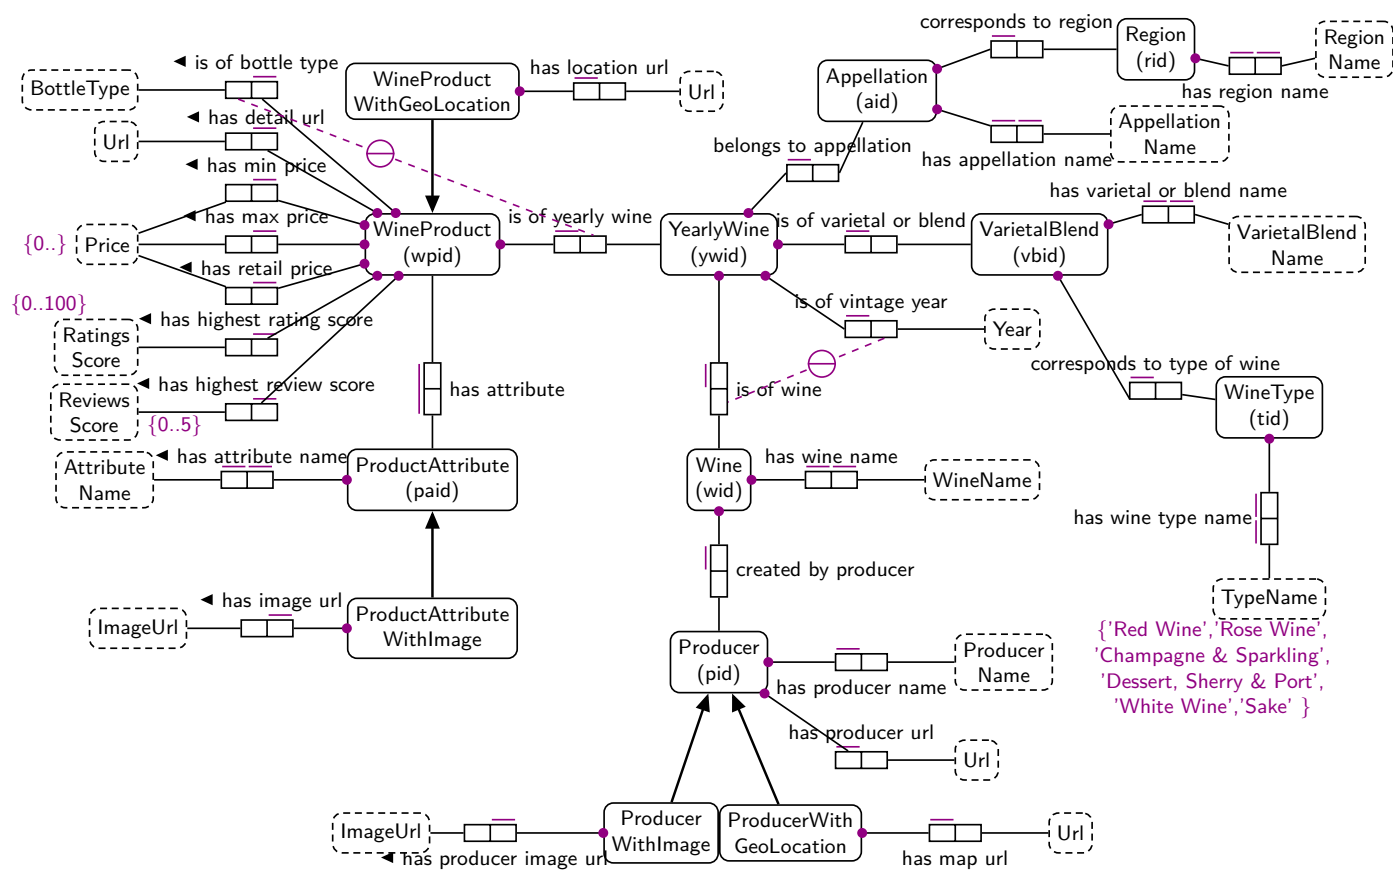 corresponds to region
Region
(rid)
Region
Name
has region name
◄ is of bottle type
BottleType
WineProduct
WithGeoLocation
has location url
Url
Appellation
(aid)
Appellation
Name
has appellation name
◄ has detail url
Url
belongs to appellation
◄ has min price
◄ has max price
{0..}
Price
◄ has retail price
WineProduct
(wpid)
is of yearly wine
YearlyWine
(ywid)
is of varietal or blend
VarietalBlend
(vbid)
has varietal or blend name
VarietalBlend
Name
{0..100}
◄ has highest rating score
Ratings
Score
is of vintage year
Year
◄ has highest review score
Reviews
Score
{0..5}
has attribute
is of wine
corresponds to type of wine
WineType
(tid)
◄ has attribute name
Attribute
Name
ProductAttribute
(paid)
Wine
(wid)
has wine name
WineName
has wine type name
created by producer
◄ has image url
ImageUrl
ProductAttribute
WithImage
TypeName
{'Red Wine','Rose Wine',
'Champagne & Sparkling',
'Dessert, Sherry & Port',
'White Wine','Sake' }
Producer
(pid)
Producer
Name
has producer name
has producer url
Url
ImageUrl
◄ has producer image url
Producer
WithImage
ProducerWith
GeoLocation
has map url
Url